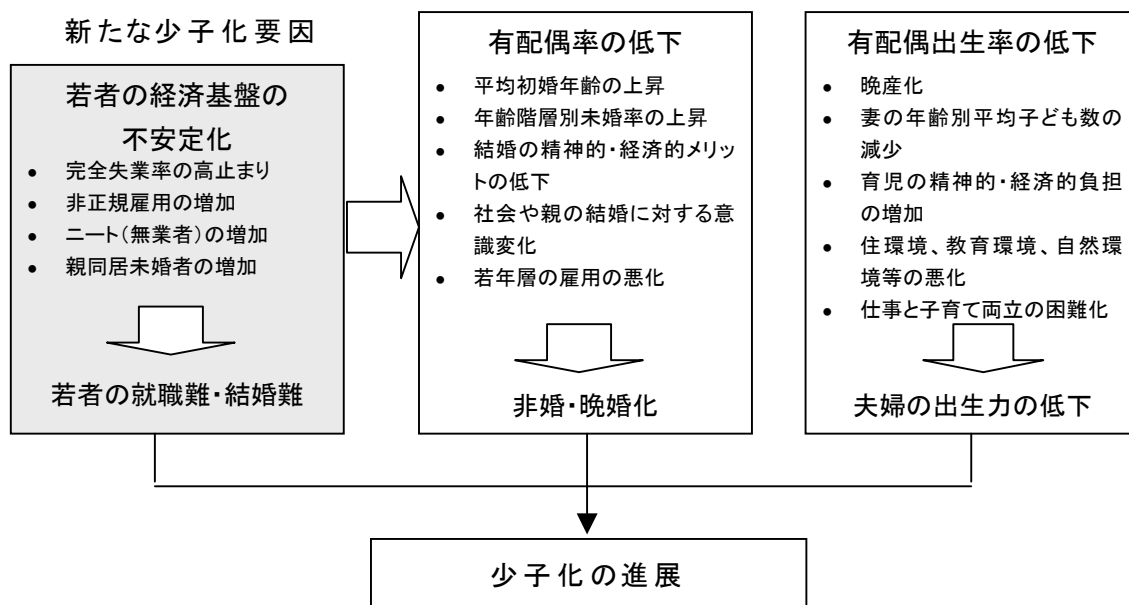 新たな少子化要因
若者の経済基盤の
不安定化
● 完全失業率の高止まり
● 非正規雇用の増加
● ニート(無業者)の増加
● 親同居未婚者の増加
若者の就職難・結婚難
有配偶率の低下
● 平均初婚年齢の上昇
● 年齢階層別未婚率の上昇
● 結婚の精神的・経済的メリッ
トの低下
● 社会や親の結婚に対する意
識変化
● 若年層の雇用の悪化
非婚・晩婚化
有配偶出生率の低下
● 晩産化
● 妻の年齢別平均子ども数の
減少
● 育児の精神的・経済的負担
の増加
● 住環境、教育環境、自然環
境等の悪化
● 仕事と子育て両立の困難化
夫婦の出生力の低下
少子化の進展